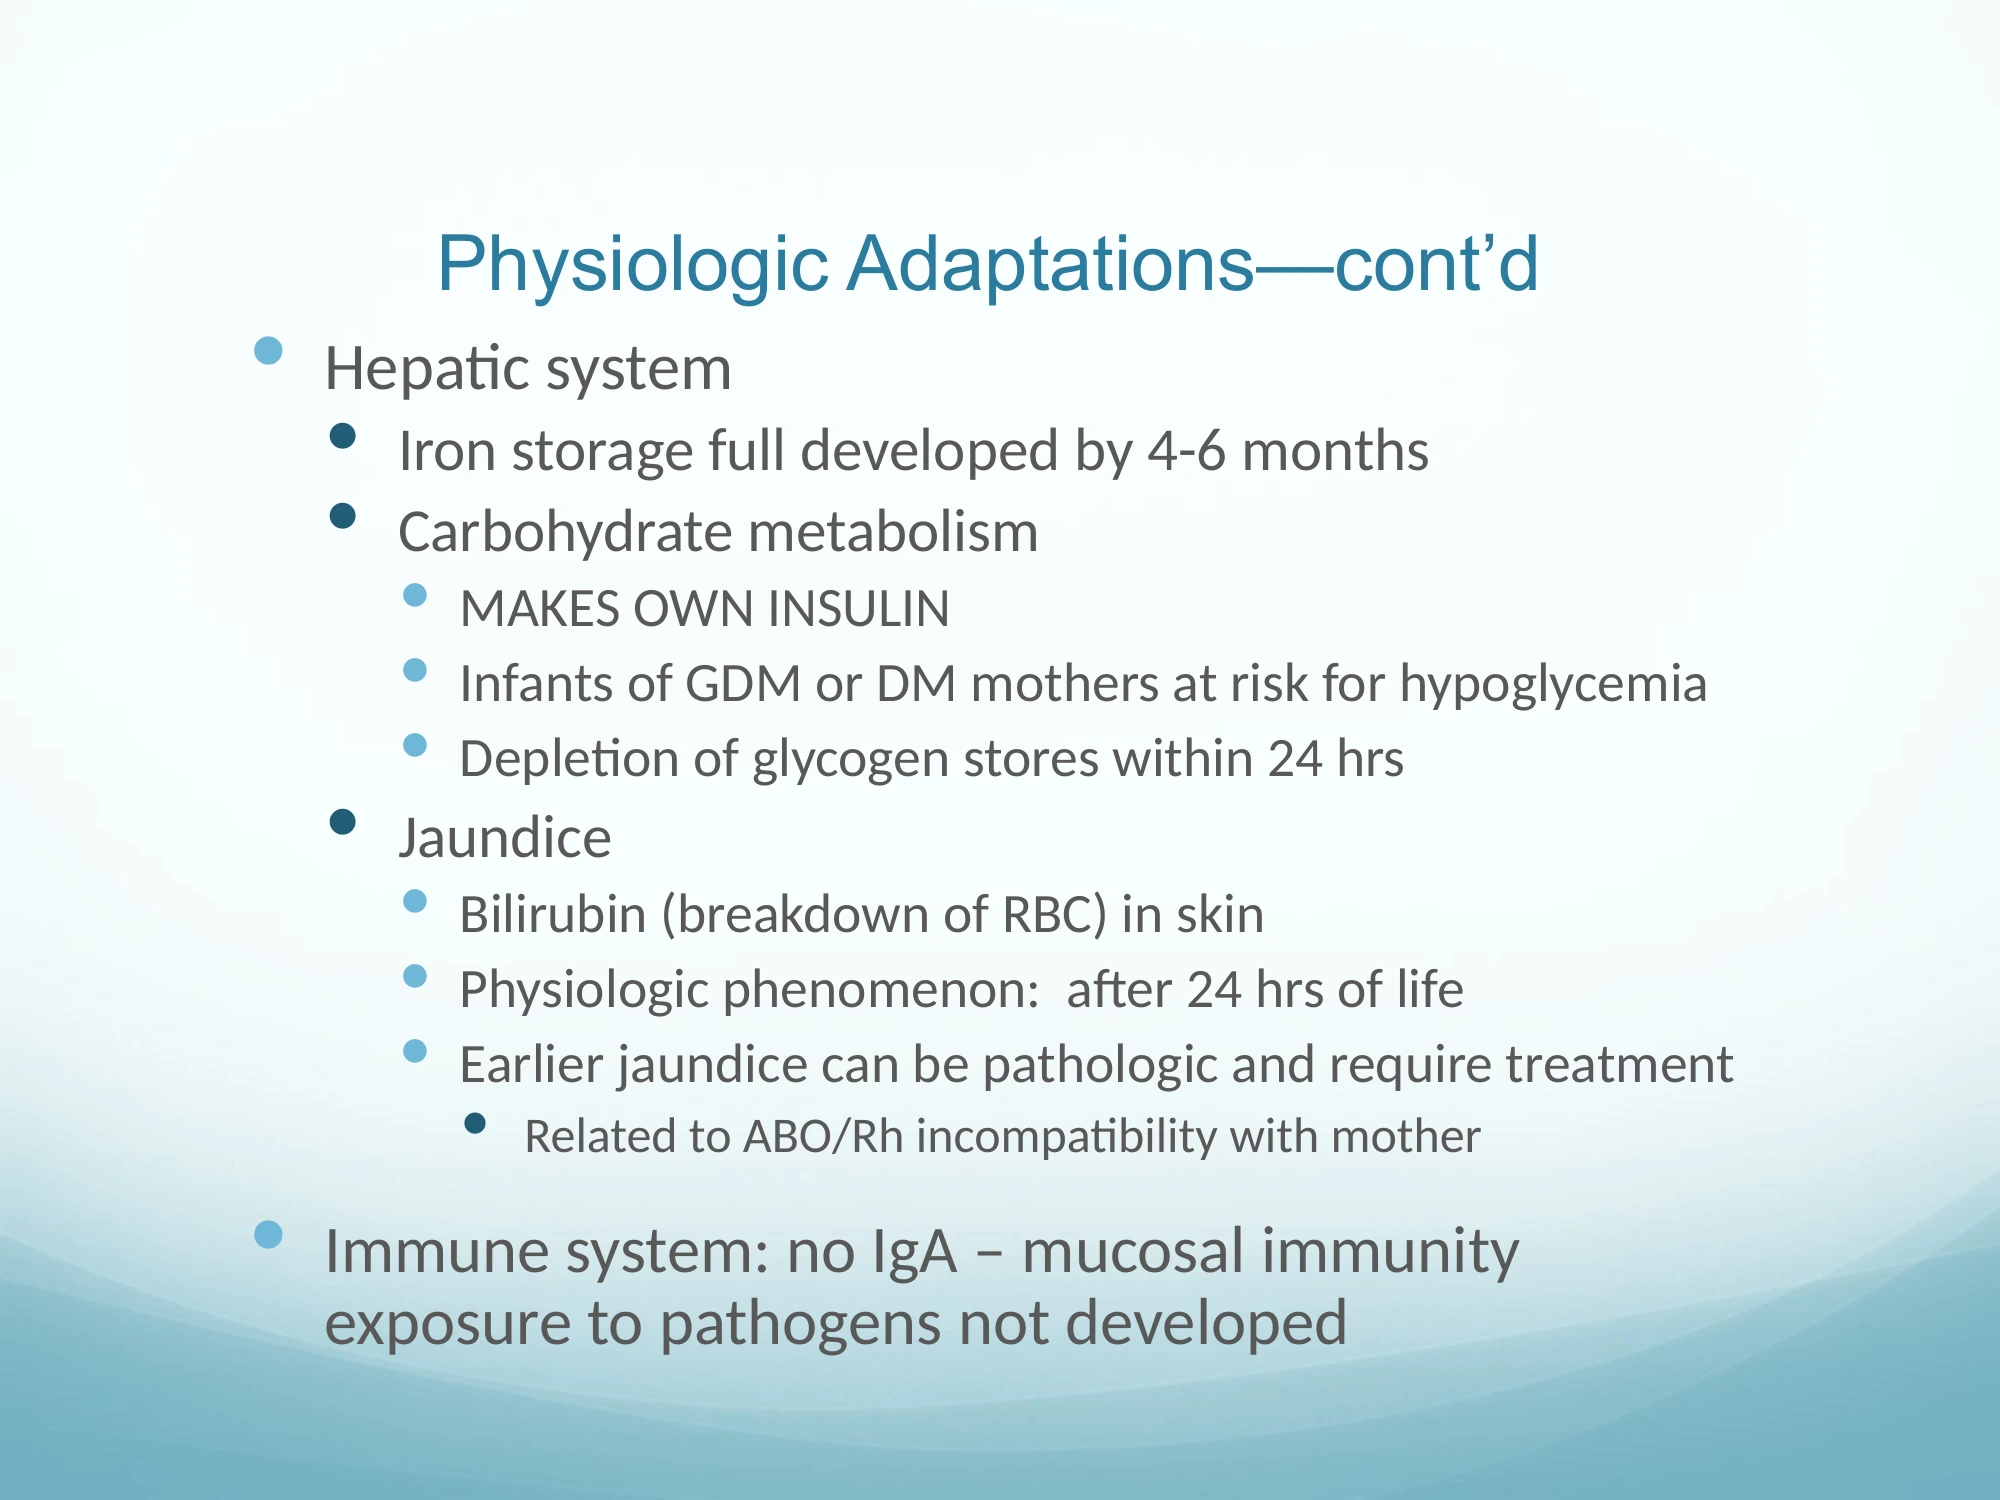 Physiologic Adaptations—cont’d
• Hepatic system
• Iron storage full developed by 4-6 months
• Carbohydrate metabolism
• MAKES OWN INSULIN
• Infants of GDM or DM mothers at risk for hypoglycemia
• Depletion of glycogen stores within 24 hrs
• Jaundice
• Bilirubin (breakdown of RBC) in skin
• Physiologic phenomenon:  after 24 hrs of life
• Earlier jaundice can be pathologic and require treatment
• Related to ABO/Rh incompatibility with mother
• Immune system: no IgA – mucosal immunity
exposure to pathogens not developed